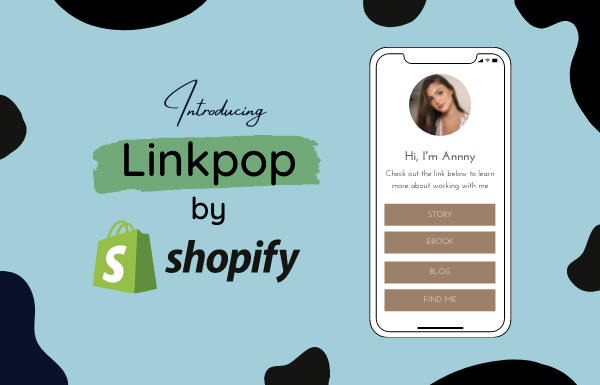 Introducing
Linkpop
by
shopify
Hi, I'm Annny
Check out the link below to learn
more about working with me
STORY
EBOOK
BLOG
FIND ME